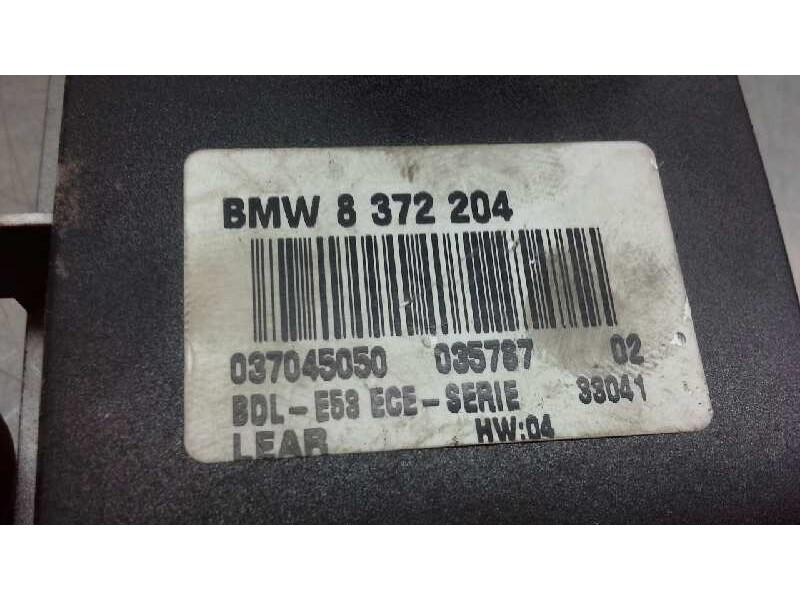 BMW 8 372 204
037045050 035787 02
BDL-E53 ECE-SERIE 33041
LEAR HW:04